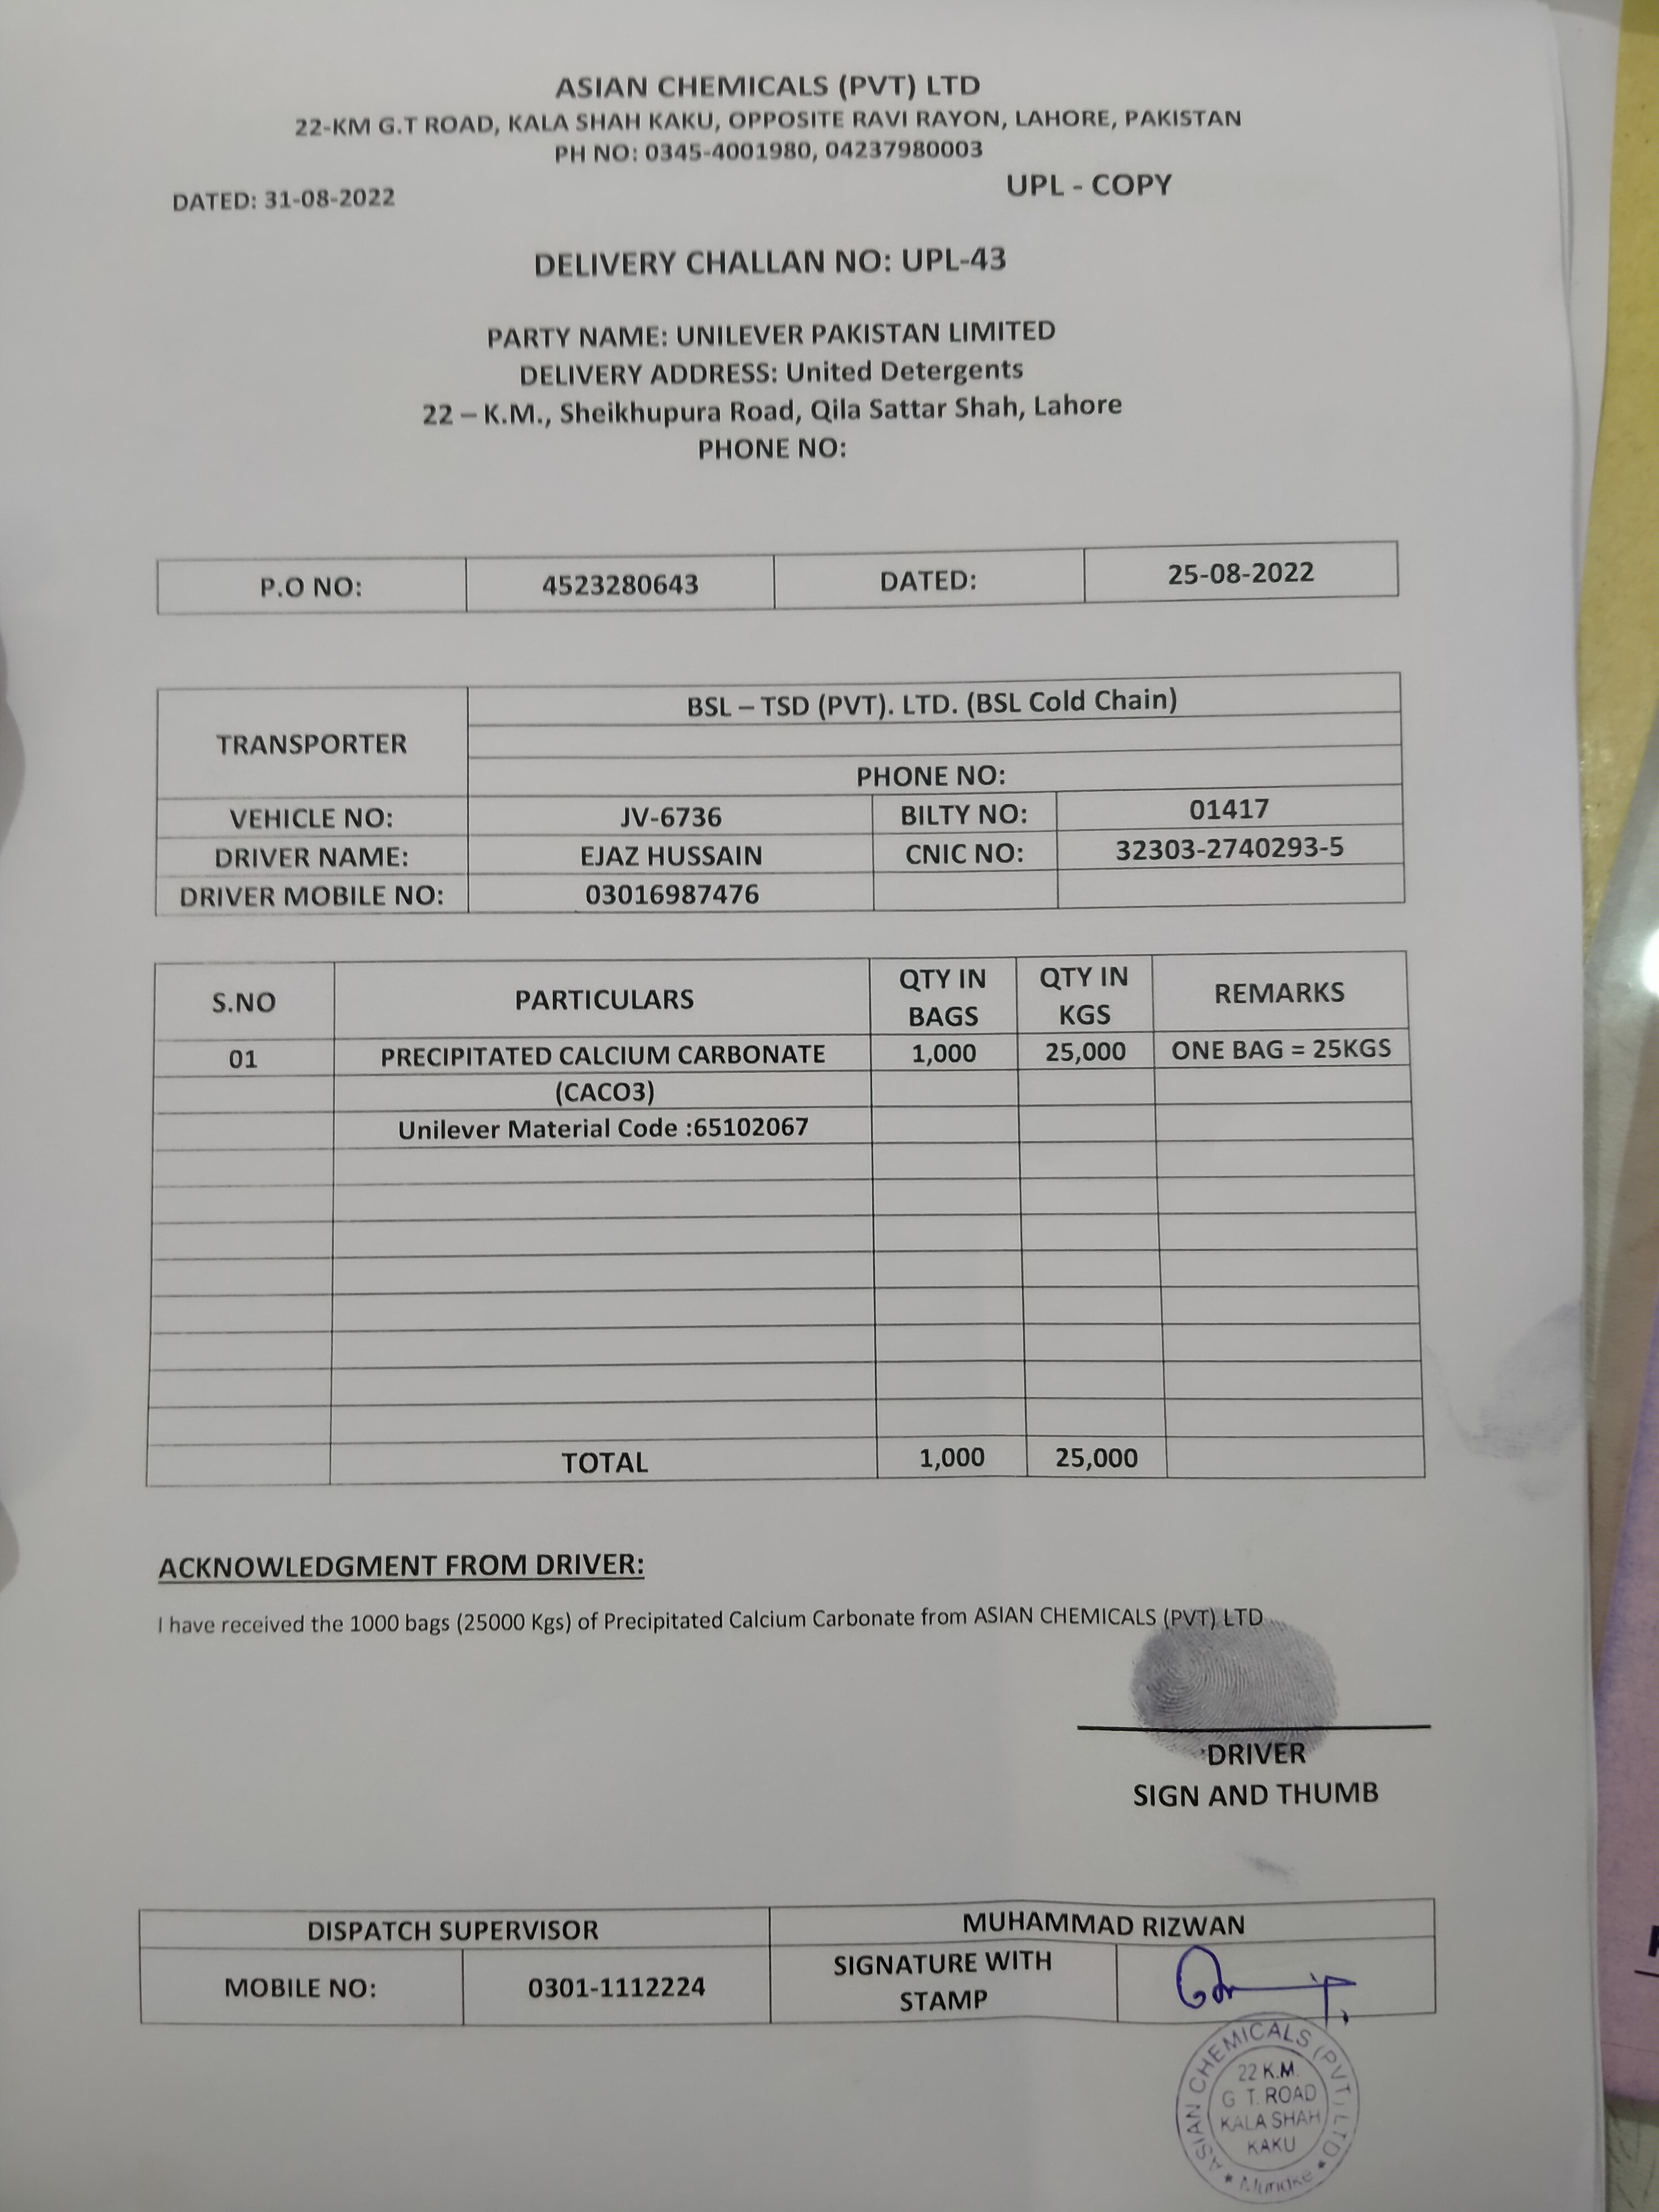 ASIAN CHEMICALS (PVT) LTD
22-KM G.T ROAD, KALA SHAH KAKU, OPPOSITE RAVI RAYON, LAHORE, PAKISTAN
PH NO: 0345-4001980, 04237980003
UPL - COPY
DATED: 31-08-2022
DELIVERY CHALLAN NO: UPL-43
PARTY NAME: UNILEVER PAKISTAN LIMITED
DELIVERY ADDRESS: United Detergents
22 – K.M., Sheikhupura Road, Qila Sattar Shah, Lahore
PHONE NO:
P.O NO: 4523280643 DATED: 25-08-2022
TRANSPORTER BSL – TSD (PVT). LTD. (BSL Cold Chain)
PHONE NO:
VEHICLE NO: JV-6736 BILTY NO: 01417
DRIVER NAME: EJAZ HUSSAIN CNIC NO: 32303-2740293-5
DRIVER MOBILE NO: 03016987476
S.NO PARTICULARS QTY IN BAGS QTY IN KGS REMARKS
01 PRECIPITATED CALCIUM CARBONATE 1,000 25,000 ONE BAG = 25KGS
(CACO3)
Unilever Material Code :65102067
TOTAL 1,000 25,000
ACKNOWLEDGMENT FROM DRIVER:
I have received the 1000 bags (25000 Kgs) of Precipitated Calcium Carbonate from ASIAN CHEMICALS (PVT) LTD
DRIVER
SIGN AND THUMB
DISPATCH SUPERVISOR MUHAMMAD RIZWAN
MOBILE NO: 0301-1112224 SIGNATURE WITH STAMP
ASIAN CHEMICALS (PVT) LTD
22 K.M.
G T. ROAD
KALA SHAH
KAKU
Muridke